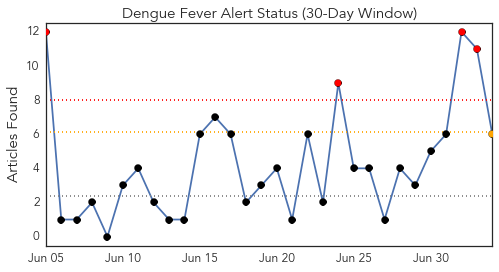 Dengue Fever Alert Status (30-Day Window)
Articles Found
12
10
8
6
4
2
0
Jun 05 Jun 10 Jun 15 Jun 20 Jun 25 Jun 30